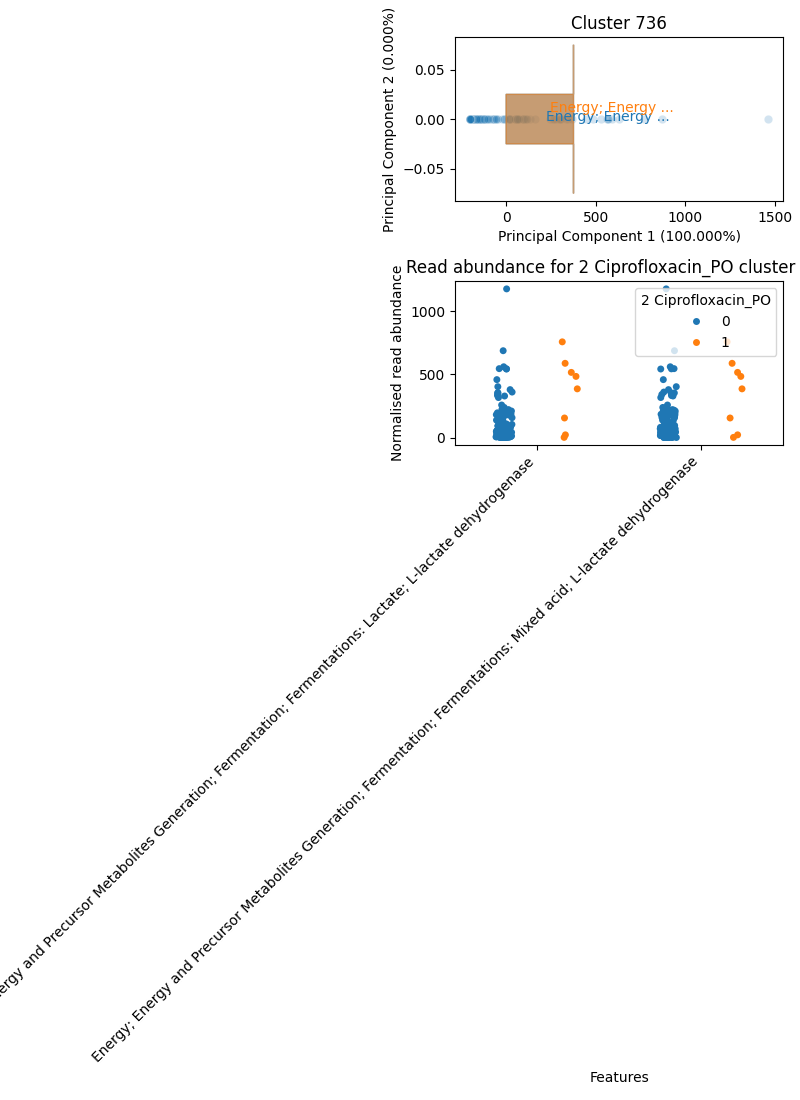 Cluster 736
Principal Component 2 (0.000%)
0.05
0.00
−0.05
Energy; Energy ...
Energy; Energy ...
0
500
1000
1500
Principal Component 1 (100.000%)
Read abundance for 2 Ciprofloxacin_PO cluster
Normalised read abundance
1000
500
0
2 Ciprofloxacin_PO
0
1
and Precursor Metabolites Generation; Fermentation; Fermentations: Lactate; L-lactate dehydrogenase
Energy; Energy and Precursor Metabolites Generation; Fermentation; Fermentations: Mixed acid; L-lactate dehydrogenase
Features